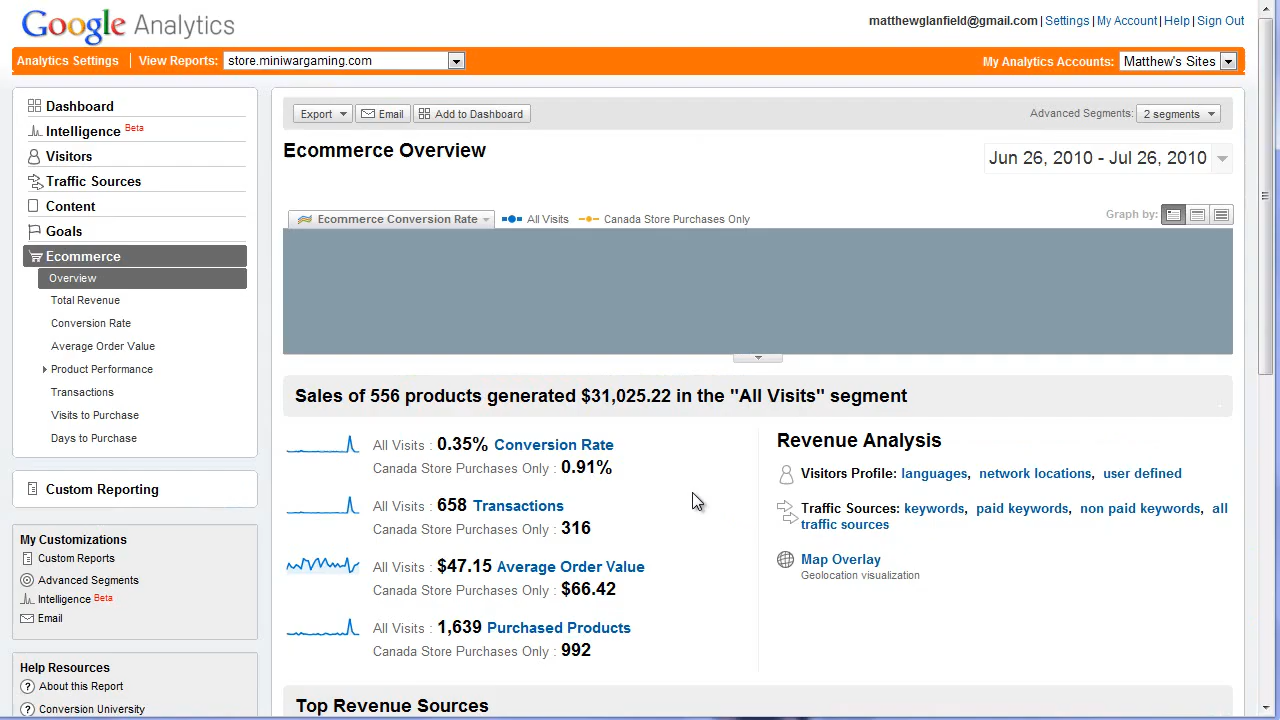 Google Analytics
matthewglanfield@gmail.com | Settings | My Account | Help | Sign Out
Analytics Settings | View Reports: store.miniwargaming.com
My Analytics Accounts: Matthew's Sites
Dashboard
Intelligence Beta
Visitors
Traffic Sources
Content
Goals
Ecommerce
Overview
Total Revenue
Conversion Rate
Average Order Value
Product Performance
Transactions
Visits to Purchase
Days to Purchase
Custom Reporting
My Customizations
Custom Reports
Advanced Segments
Intelligence Beta
Email
Help Resources
About this Report
Conversion University
Export Email Add to Dashboard
Advanced Segments: 2 segments
Ecommerce Overview
Jun 26, 2010 - Jul 26, 2010
Ecommerce Conversion Rate All Visits Canada Store Purchases Only
Graph by:
Sales of 556 products generated $31,025.22 in the "All Visits" segment
All Visits : 0.35% Conversion Rate
Canada Store Purchases Only : 0.91%
All Visits : 658 Transactions
Canada Store Purchases Only : 316
All Visits : $47.15 Average Order Value
Canada Store Purchases Only : $66.42
All Visits : 1,639 Purchased Products
Canada Store Purchases Only : 992
Revenue Analysis
Visitors Profile: languages, network locations, user defined
Traffic Sources: keywords, paid keywords, non paid keywords, all
traffic sources
Map Overlay
Geolocation visualization
Top Revenue Sources